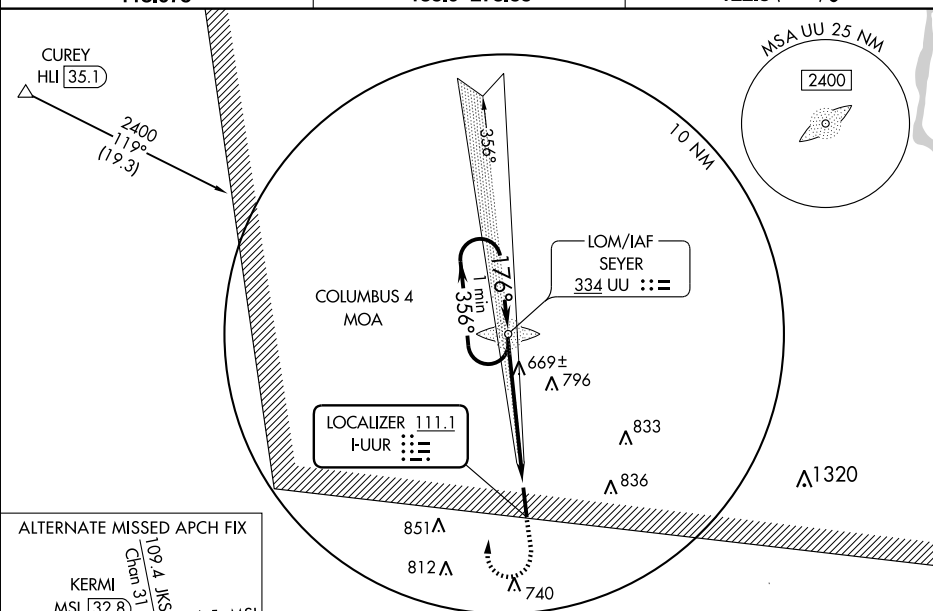 CUREY
HLI 35.1
2400
119°
(19.3)
MSA UU 25 NM
2400
10 NM
356°
LOM/IAF
SEYER
334 UU
176°
1 min
356°
COLUMBUS 4
MOA
669±
796
LOCALIZER 111.1
I-UUR
833
836
1320
851
812
740
ALTERNATE MISSED APCH FIX
109.4 JKS
Chan 31
KERMI
MSL 32.8